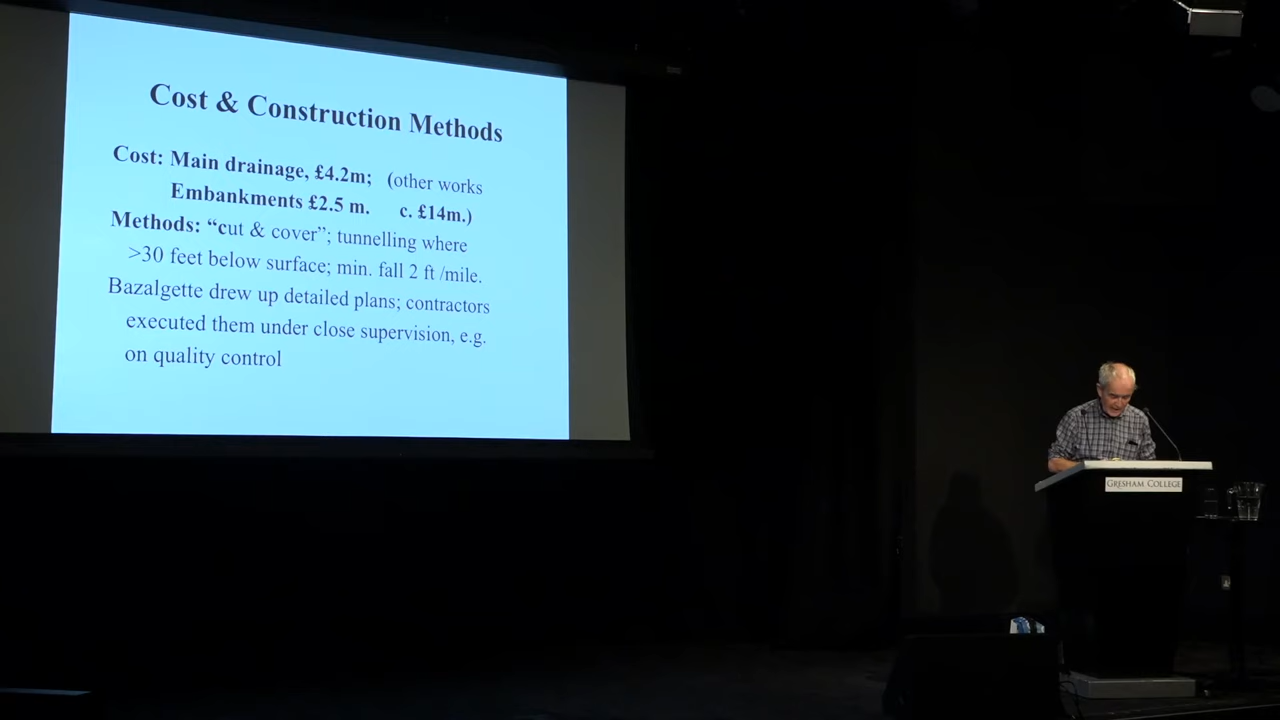 Cost & Construction Methods
Cost: Main drainage, £4.2m; (other works
Embankments £2.5 m. c. £14m.)
Methods: “cut & cover”; tunnelling where
>30 feet below surface; min. fall 2 ft /mile.
Bazalgette drew up detailed plans; contractors
executed them under close supervision, e.g.
on quality control
GRESHAM COLLEGE